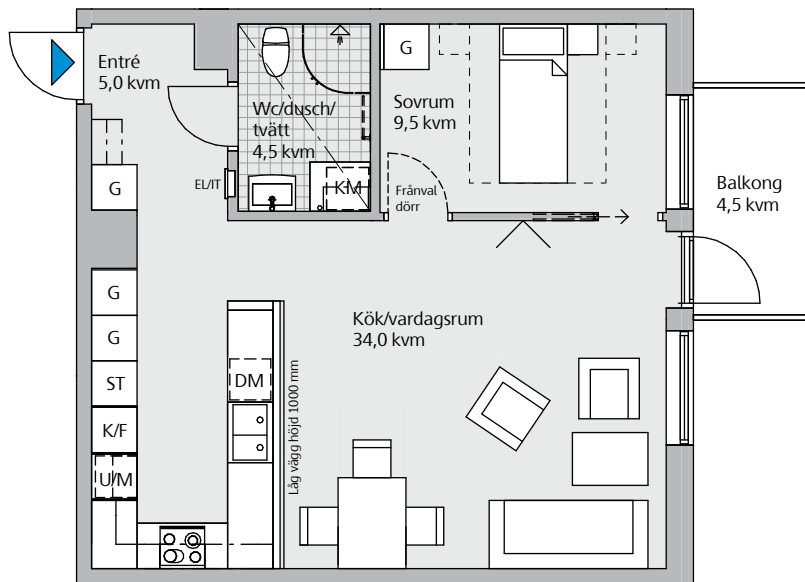 Entré
5,0 kvm
Wc/dusch/
tvätt
4,5 kvm
G
Sovrum
9,5 kvm
Balkong
4,5 kvm
G
EL/IT
KM
Frånval
dörr
G
G
ST
K/F
U/M
DM
Låg vägg höjd 1000 mm
Kök/vardagsrum
34,0 kvm